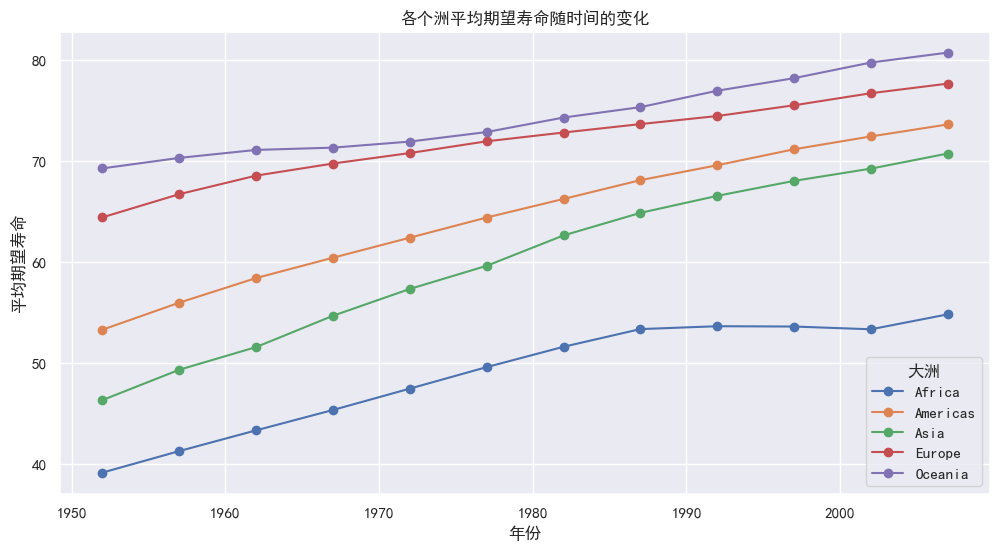 各个洲平均期望寿命随时间的变化
平均期望寿命
80
70
60
50
40
1950
1960
1970
1980
1990
2000
年份
大洲
Africa
Americas
Asia
Europe
Oceania